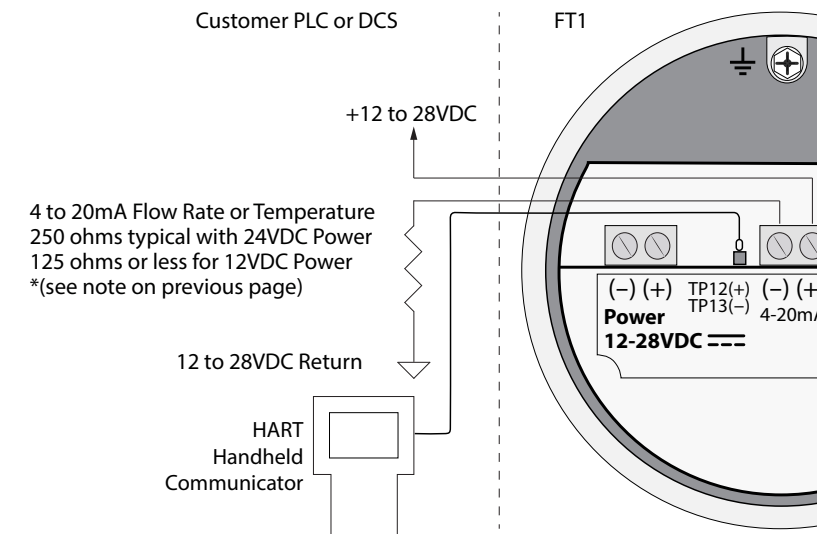 Customer PLC or DCS
FT1
+12 to 28VDC
4 to 20mA Flow Rate or Temperature
250 ohms typical with 24VDC Power
125 ohms or less for 12VDC Power
*(see note on previous page)
12 to 28VDC Return
HART
Handheld
Communicator
(−) (+)
Power
12-28VDC
TP12(+)
TP13(−)
(−) (+
4-20mA